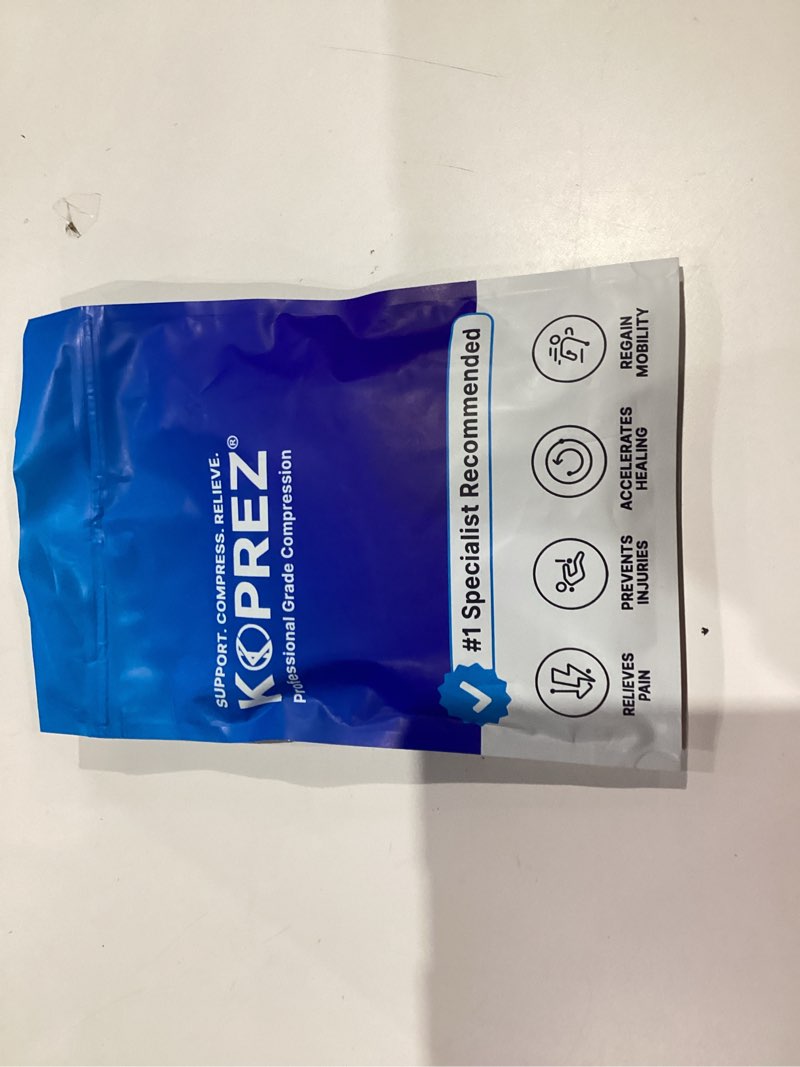 SUPPORT. COMPRESS. RELIEVE.
KOPREZ®
Professional Grade Compression
#1 Specialist Recommended
RELIEVES
PAIN
PREVENTS
INJURIES
ACCELERATES
HEALING
REGAIN
MOBILITY